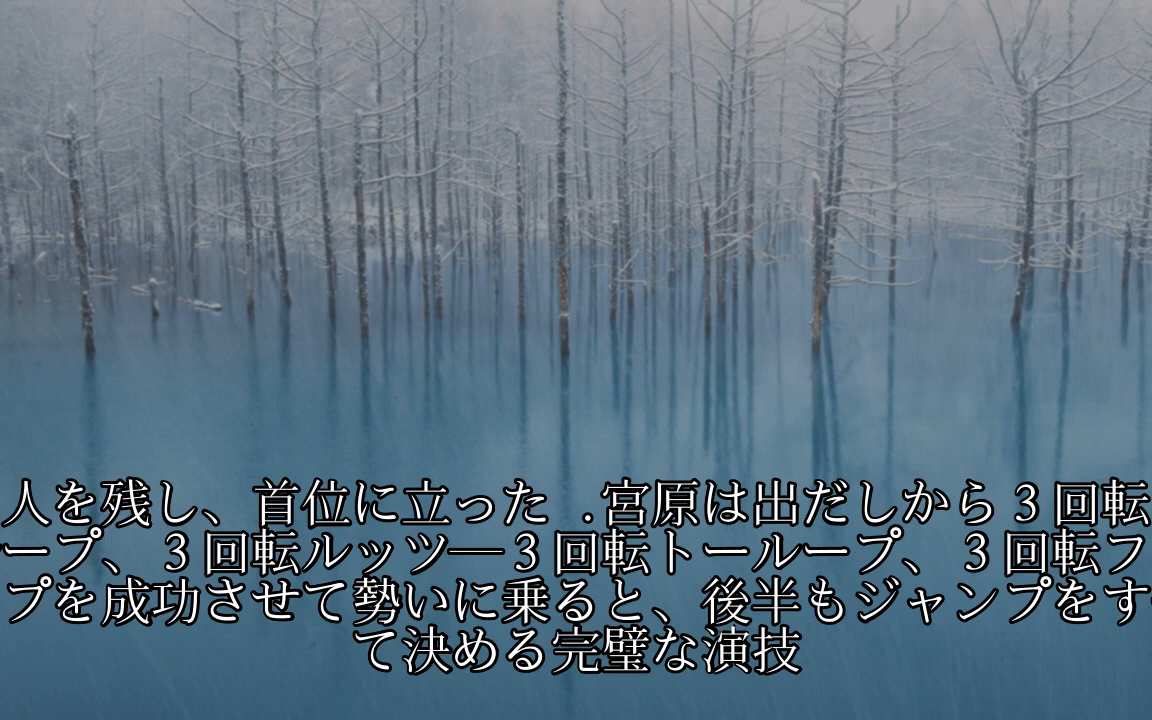 人を残し、首位に立った .宮原は出だしから３回転
ープ、３回転ルッツ―３回転トーループ、３回転フ
プを成功させて勢いに乗ると、後半もジャンプをす
て決める完璧な演技